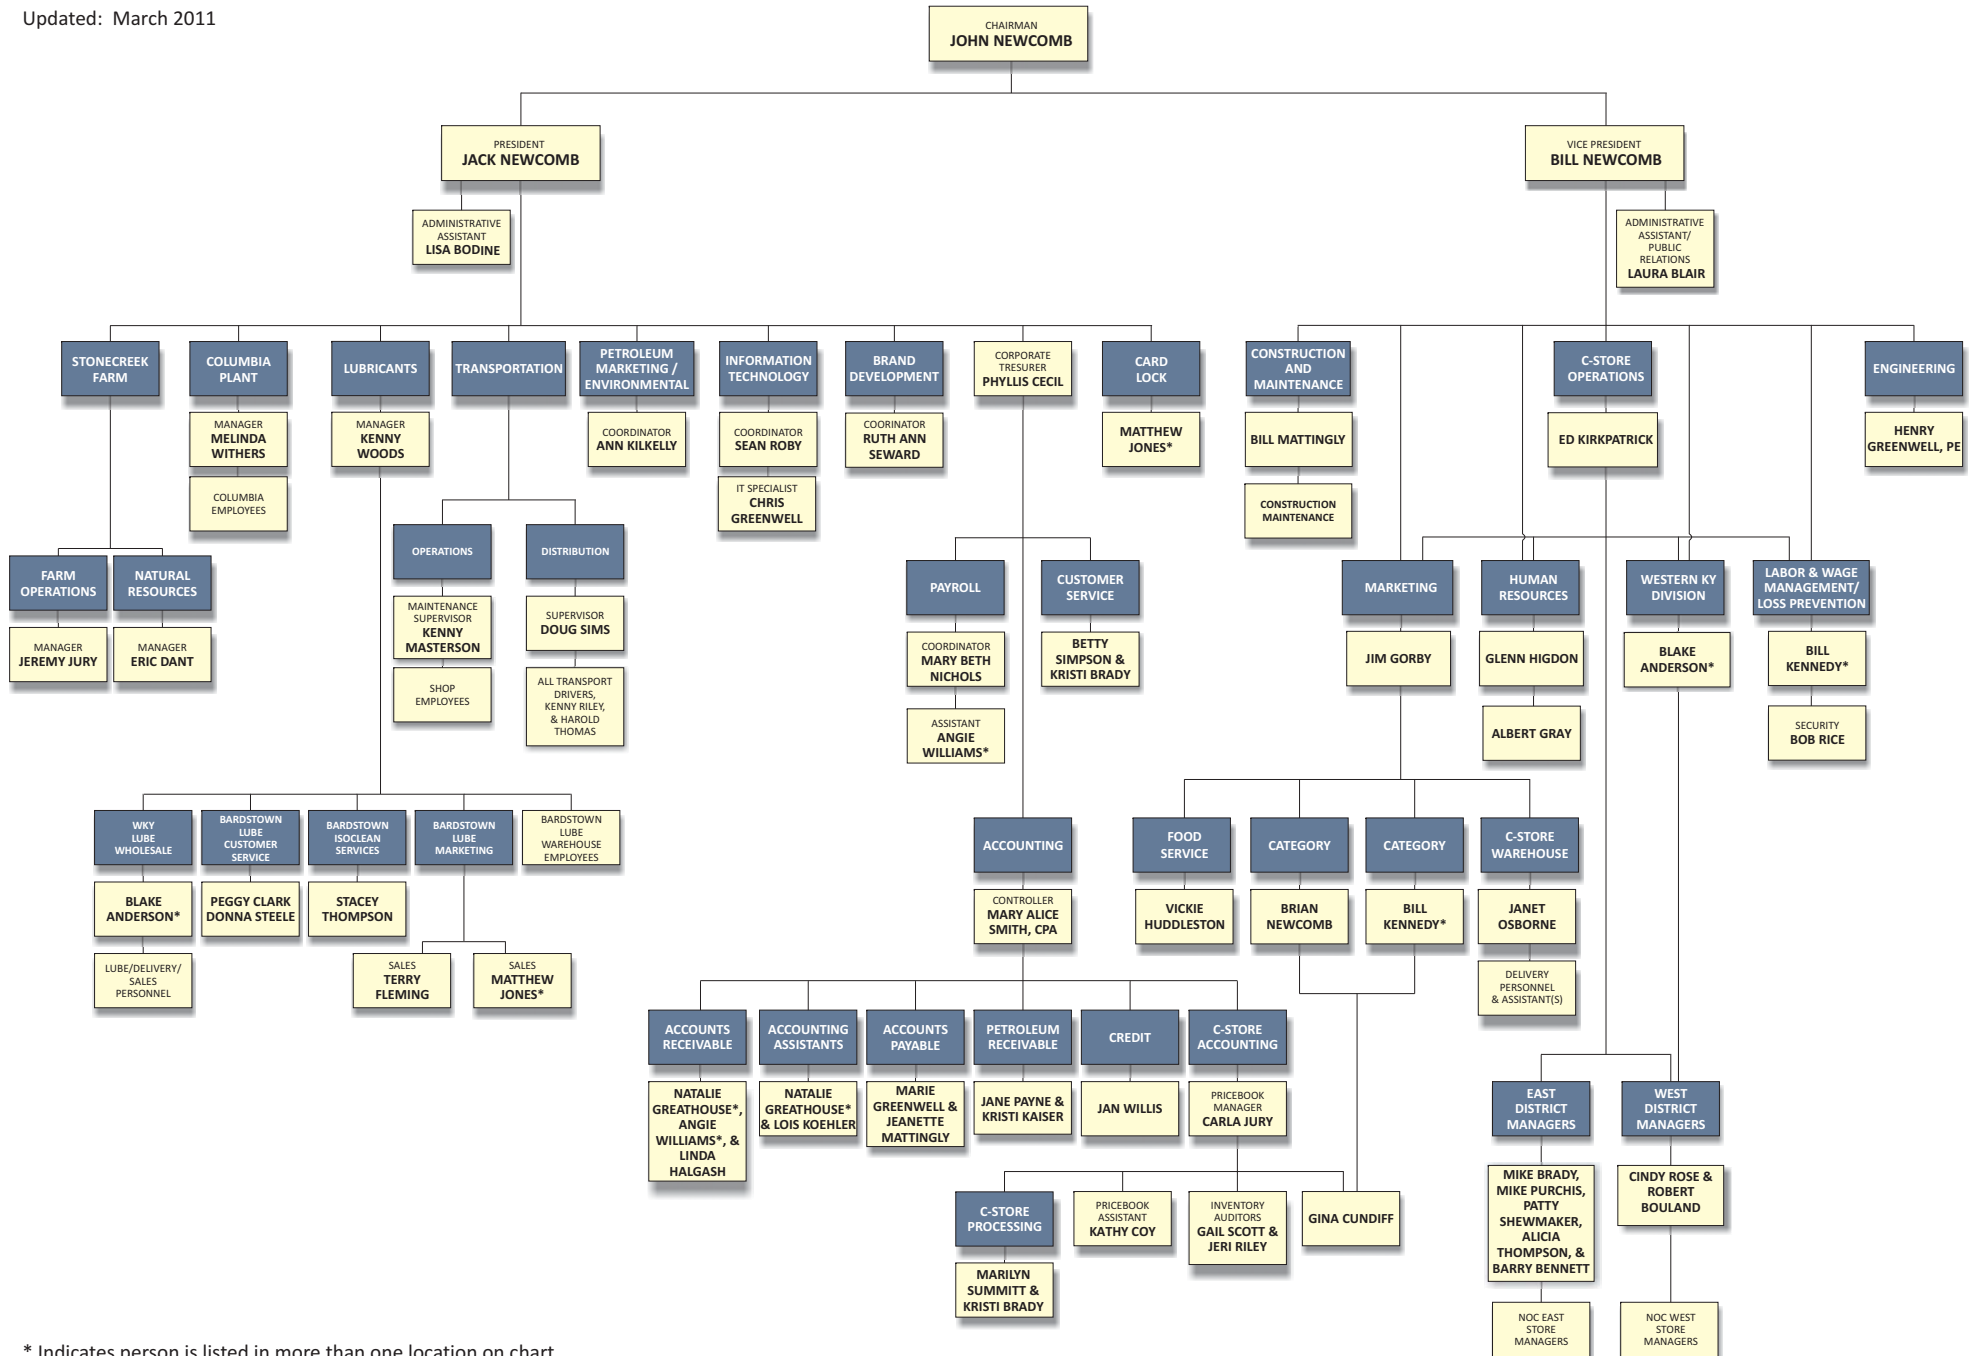 Updated: March 2011
CHAIRMAN
JOHN NEWCOMB
PRESIDENT
JACK NEWCOMB
VICE PRESIDENT
BILL NEWCOMB
ADMINISTRATIVE
ASSISTANT
LISA BODINE
ADMINISTRATIVE
ASSISTANT/
PUBLIC
RELATIONS
LAURA BLAIR
STONECREEK
FARM
COLUMBIA
PLANT
LUBRICANTS
TRANSPORTATION
PETROLEUM
MARKETING /
ENVIRONMENTAL
INFORMATION
TECHNOLOGY
BRAND
DEVELOPMENT
CORPORATE
TRESURER
PHYLLIS CECIL
CARD
LOCK
CONSTRUCTION
AND
MAINTENANCE
C-STORE
OPERATIONS
ENGINEERING
MANAGER
MELINDA
WITHERS
MANAGER
KENNY
WOODS
COORDINATOR
ANN KILKELLY
COORDINATOR
SEAN ROBY
COORINATOR
RUTH ANN
SEWARD
MATTHEW
JONES*
BILL MATTINGLY
ED KIRKPATRICK
HENRY
GREENWELL, PE
COLUMBIA
EMPLOYEES
IT SPECIALIST
CHRIS
GREENWELL
CONSTRUCTION
MAINTENANCE
OPERATIONS
DISTRIBUTION
FARM
OPERATIONS
NATURAL
RESOURCES
PAYROLL
CUSTOMER
SERVICE
MARKETING
HUMAN
RESOURCES
WESTERN KY
DIVISION
LABOR & WAGE
MANAGEMENT/
LOSS PREVENTION
MANAGER
JEREMY JURY
MANAGER
ERIC DANT
MAINTENANCE
SUPERVISOR
KENNY
MASTERSON
SUPERVISOR
DOUG SIMS
COORDINATOR
MARY BETH
NICHOLS
BETTY
SIMPSON &
KRISTI BRADY
JIM GORBY
GLENN HIGDON
BLAKE
ANDERSON*
BILL
KENNEDY*
SHOP
EMPLOYEES
ALL TRANSPORT
DRIVERS,
KENNY RILEY,
& HAROLD
THOMAS
ASSISTANT
ANGIE
WILLIAMS*
ALBERT GRAY
SECURITY
BOB RICE
WKY
LUBE
WHOLESALE
BARDSTOWN
LUBE
CUSTOMER
SERVICE
BARDSTOWN
ISOCLEAN
SERVICES
BARDSTOWN
LUBE
MARKETING
BARDSTOWN
LUBE
WAREHOUSE
EMPLOYEES
ACCOUNTING
FOOD
SERVICE
CATEGORY
CATEGORY
C-STORE
WAREHOUSE
BLAKE
ANDERSON*
PEGGY CLARK
DONNA STEELE
STACEY
THOMPSON
CONTROLLER
MARY ALICE
SMITH, CPA
VICKIE
HUDDLESTON
BRIAN
NEWCOMB
BILL
KENNEDY*
JANET
OSBORNE
LUBE/DELIVERY/
SALES
PERSONNEL
SALES
TERRY
FLEMING
SALES
MATTHEW
JONES*
DELIVERY
PERSONNEL
& ASSISTANT(S)
ACCOUNTS
RECEIVABLE
ACCOUNTING
ASSISTANTS
ACCOUNTS
PAYABLE
PETROLEUM
RECEIVABLE
CREDIT
C-STORE
ACCOUNTING
NATALIE
GREATHOUSE*,
ANGIE
WILLIAMS*, &
LINDA
HALGASH
NATALIE
GREATHOUSE*
& LOIS KOEHLER
MARIE
GREENWELL &
JEANETTE
MATTINGLY
JANE PAYNE &
KRISTI KAISER
JAN WILLIS
PRICEBOOK
MANAGER
CARLA JURY
EAST
DISTRICT
MANAGERS
WEST
DISTRICT
MANAGERS
C-STORE
PROCESSING
PRICEBOOK
ASSISTANT
KATHY COY
INVENTORY
AUDITORS
GAIL SCOTT &
JERI RILEY
GINA CUNDIFF
MIKE BRADY,
MIKE PURCHIS,
PATTY
SHEWMAKER,
ALICIA
THOMPSON, &
BARRY BENNETT
CINDY ROSE &
ROBERT
BOULAND
MARILYN
SUMMITT &
KRISTI BRADY
NOC EAST
STORE
MANAGERS
NOC WEST
STORE
MANAGERS
* Indicates person is listed in more than one location on chart